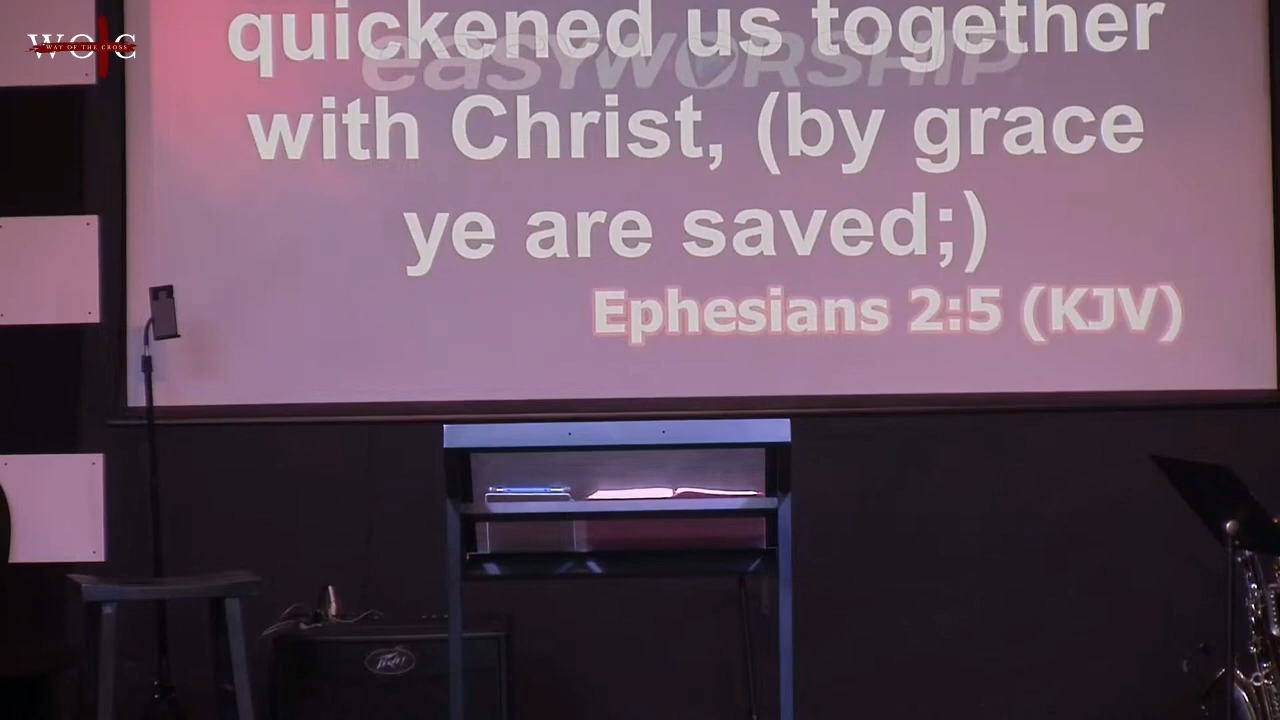 quickened us together
easyWORSHIP
with Christ, (by grace
ye are saved;)
Ephesians 2:5 (KJV)
WOC
WAY OF THE CROSS
Peavey